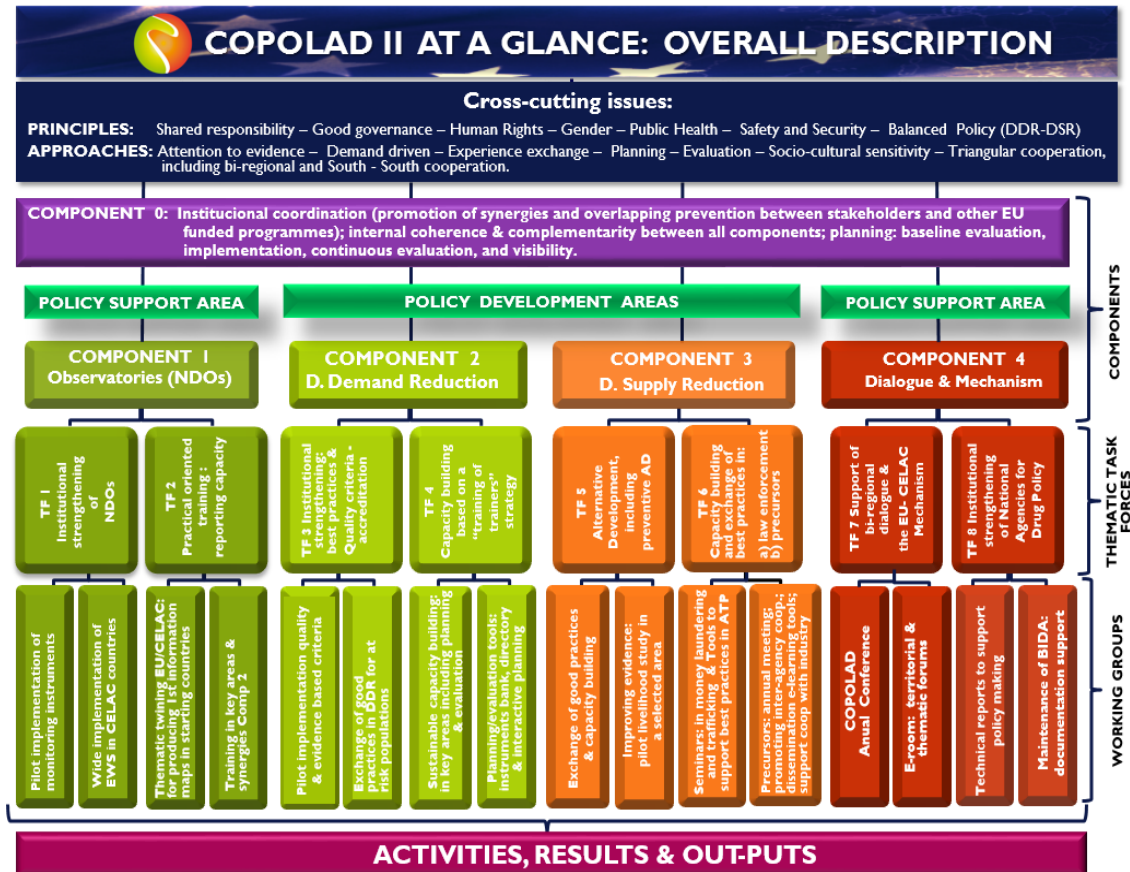 COPOLAD II AT A GLANCE: OVERALL DESCRIPTION
Cross-cutting issues:
PRINCIPLES: Shared responsibility – Good governance – Human Rights – Gender – Public Health – Safety and Security – Balanced Policy (DDR-DSR)
APPROACHES: Attention to evidence – Demand driven – Experience exchange – Planning – Evaluation – Socio-cultural sensitivity – Triangular cooperation,
including bi-regional and South - South cooperation.
COMPONENT 0: Institucional coordination (promotion of synergies and overlapping prevention between stakeholders and other EU
funded programmes); internal coherence & complementarity between all components; planning: baseline evaluation,
implementation, continuous evaluation, and visibility.
COMPONENTS
POLICY SUPPORT AREA
POLICY DEVELOPMENT AREAS
POLICY SUPPORT AREA
COMPONENT 1
Observatories (NDOs)
COMPONENT 2
D. Demand Reduction
COMPONENT 3
D. Supply Reduction
COMPONENT 4
Dialogue & Mechanism
THEMATIC TASK
FORCES
TF 1
Institutional
strengthening
of
NDOs
TF 2
Practical oriented
training :
reporting capacity
TF 3 Institutional
strengthening:
best practices &
Quality criteria -
accreditation
TF 4
Capacity building
based on a
“training of
trainers”
strategy
TF 5
Alternative
Development,
including
preventive AD
TF 6
Capacity building
and exchange of
best practices in:
a) law enforcement
b) precursors
TF 7 Support of
bi-regional
dialogue &
the EU- CELAC
Mechanism
TF 8 Institutional
strengthening
of National
Agencies for
Drug Policy
WORKING GROUPS
Pilot implementation of
monitoring instruments
Wide implementation of
EWS in CELAC countries
Thematic twining EU/CELAC:
for producing 1st information
maps in starting countries
Training in key areas &
synergies Comp 2
Pilot implementation quality
& evidence based criteria
Exchange of good
practices in DDR for at
risk populations
Sustainable capacity building:
in key areas including planning
& evaluation
Planning/evaluation tools:
instruments bank, directory
& interactive planning
Exchange of good practices
& capacity building
Improving evidence:
pilot livelihood study in
a selected area
Seminars: in money laundering
and trafficking & Tools to
support best practices in ATP
Precursors: annual meeting;
promoting inter-agency coop.;
dissemination e-learning tools;
support coop with industry
COPOLAD
Anual Conference
E-room: territorial &
thematic forums
Technical reports to support
policy making
Maintenance of BIDA:
documentation support
ACTIVITIES, RESULTS & OUT-PUTS